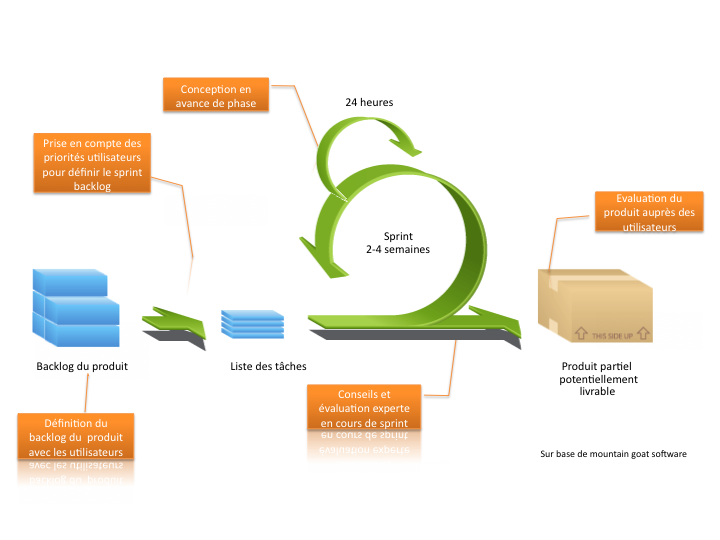 Conception en
avance de phase
24 heures
Prise en compte des
priorités utilisateurs
pour définir le sprint
backlog
Evaluation du
produit auprès des
utilisateurs
Sprint
2-4 semaines
THIS SIDE UP
Backlog du produit
Liste des tâches
Produit partiel
potentiellement
livrable
Conseils et
évaluation experte
en cours de sprint
Définition du
backlog du produit
avec les utilisateurs
Sur base de mountain goat software